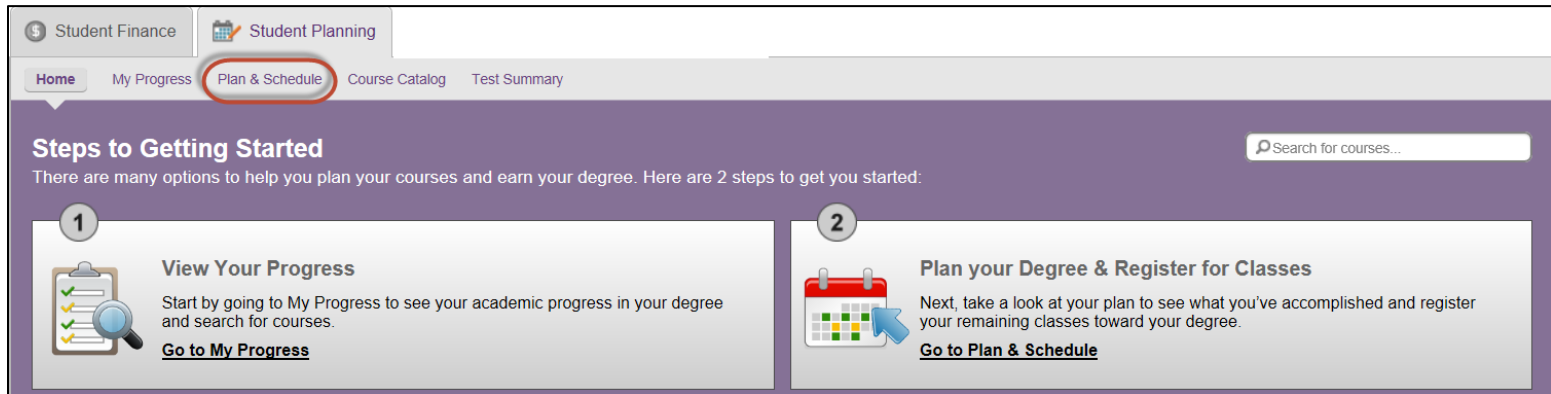 Student Finance
Student Planning
Home
My Progress
Plan & Schedule
Course Catalog
Test Summary
Steps to Getting Started
Search for courses...
There are many options to help you plan your courses and earn your degree. Here are 2 steps to get you started:
1
View Your Progress
Start by going to My Progress to see your academic progress in your degree
and search for courses.
Go to My Progress
2
Plan your Degree & Register for Classes
Next, take a look at your plan to see what you've accomplished and register
your remaining classes toward your degree.
Go to Plan & Schedule